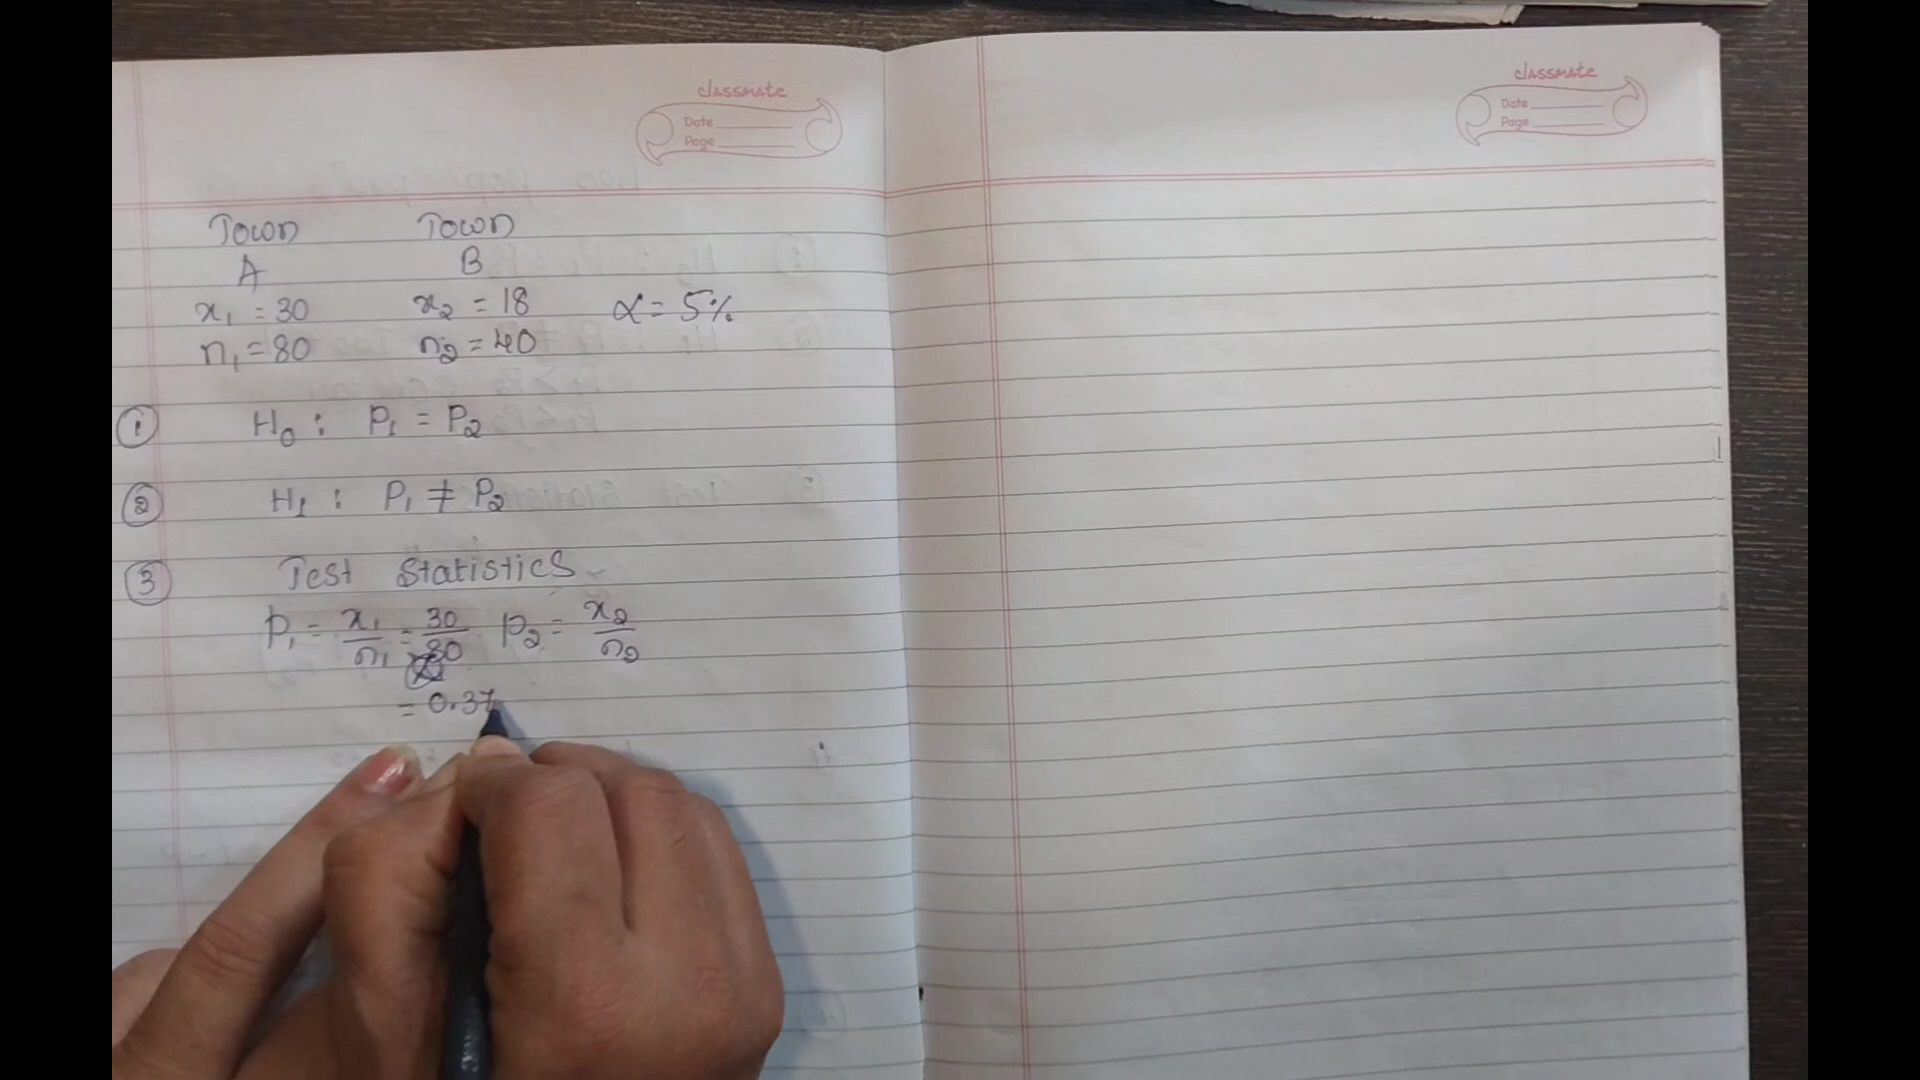 classmate
Date
Page
classmate
Date
Page
Town Town
A B
x₁ = 30 x₂ = 18 α = 5%
n₁ = 80 n₂ = 40
① H₀ : P₁ = P₂
② H₁ : P₁ ≠ P₂
③ Test Statistics
p₁ = x₁/n₁ = 30/80 p₂ = x₂/n₂
= 0.37